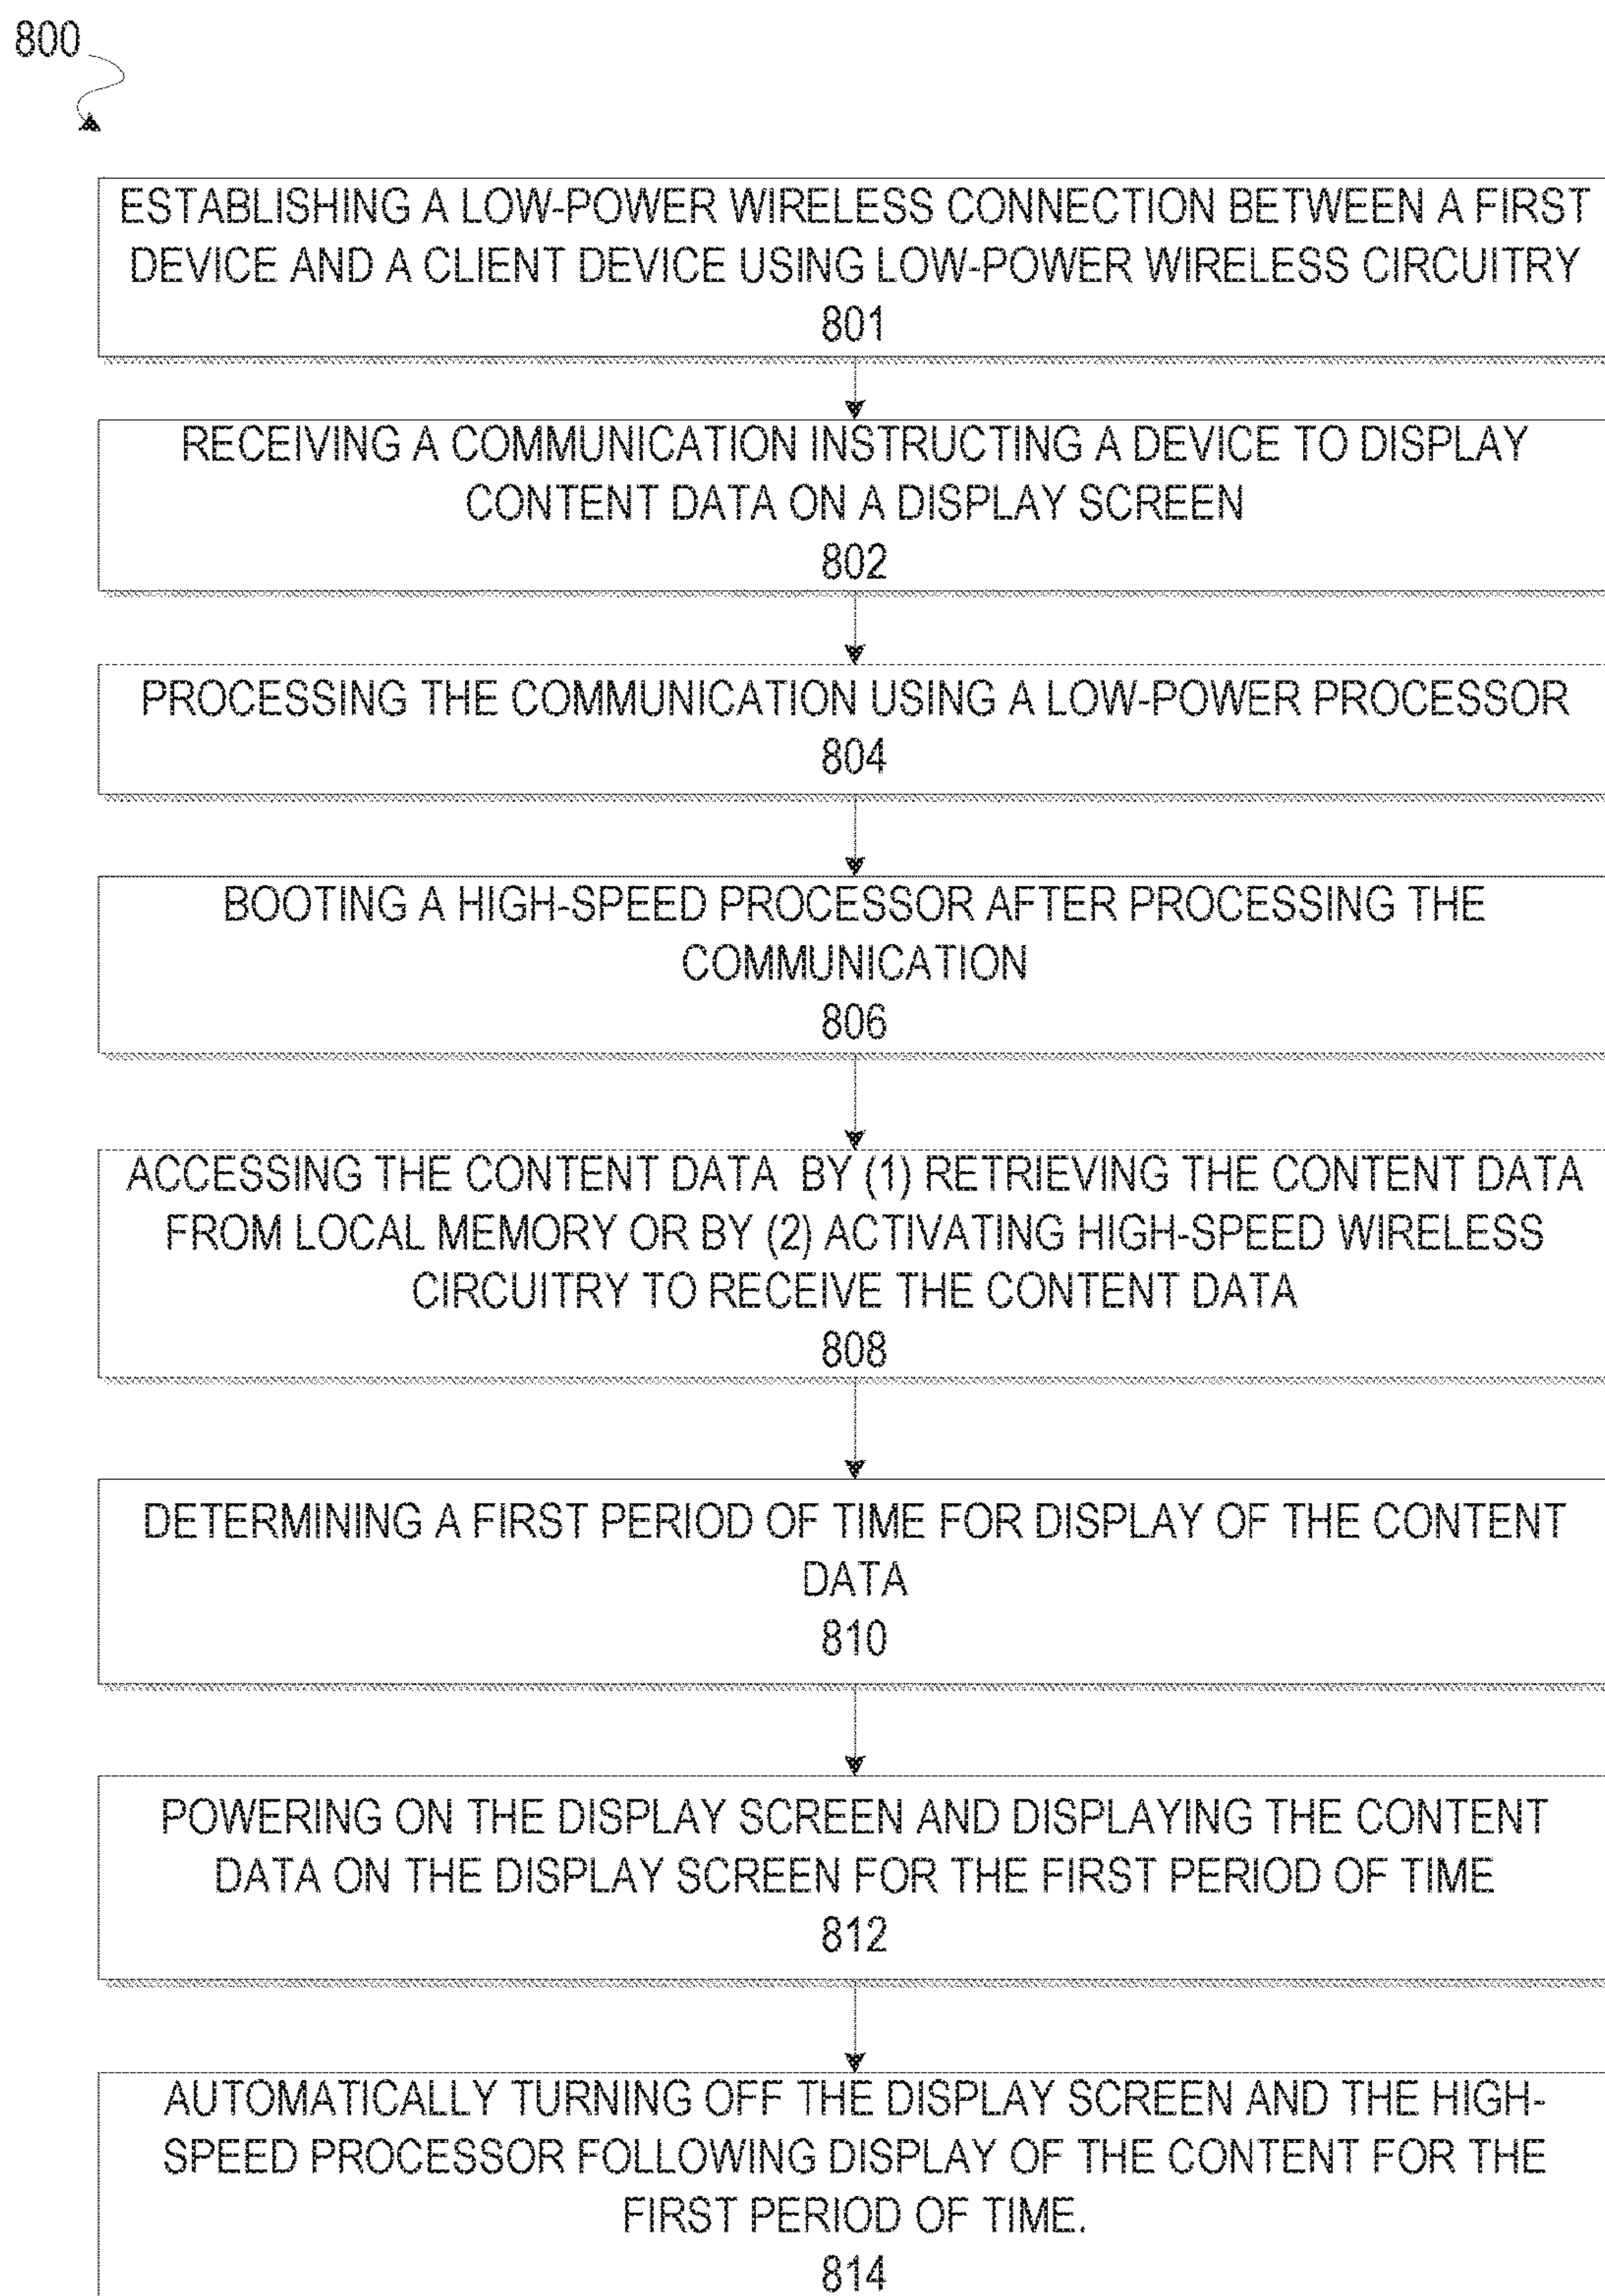 800
ESTABLISHING A LOW-POWER WIRELESS CONNECTION BETWEEN A FIRST
DEVICE AND A CLIENT DEVICE USING LOW-POWER WIRELESS CIRCUITRY
801
RECEIVING A COMMUNICATION INSTRUCTING A DEVICE TO DISPLAY
CONTENT DATA ON A DISPLAY SCREEN
802
PROCESSING THE COMMUNICATION USING A LOW-POWER PROCESSOR
804
BOOTING A HIGH-SPEED PROCESSOR AFTER PROCESSING THE
COMMUNICATION
806
ACCESSING THE CONTENT DATA BY (1) RETRIEVING THE CONTENT DATA
FROM LOCAL MEMORY OR BY (2) ACTIVATING HIGH-SPEED WIRELESS
CIRCUITRY TO RECEIVE THE CONTENT DATA
808
DETERMINING A FIRST PERIOD OF TIME FOR DISPLAY OF THE CONTENT
DATA
810
POWERING ON THE DISPLAY SCREEN AND DISPLAYING THE CONTENT
DATA ON THE DISPLAY SCREEN FOR THE FIRST PERIOD OF TIME
812
AUTOMATICALLY TURNING OFF THE DISPLAY SCREEN AND THE HIGH-
SPEED PROCESSOR FOLLOWING DISPLAY OF THE CONTENT FOR THE
FIRST PERIOD OF TIME.
814